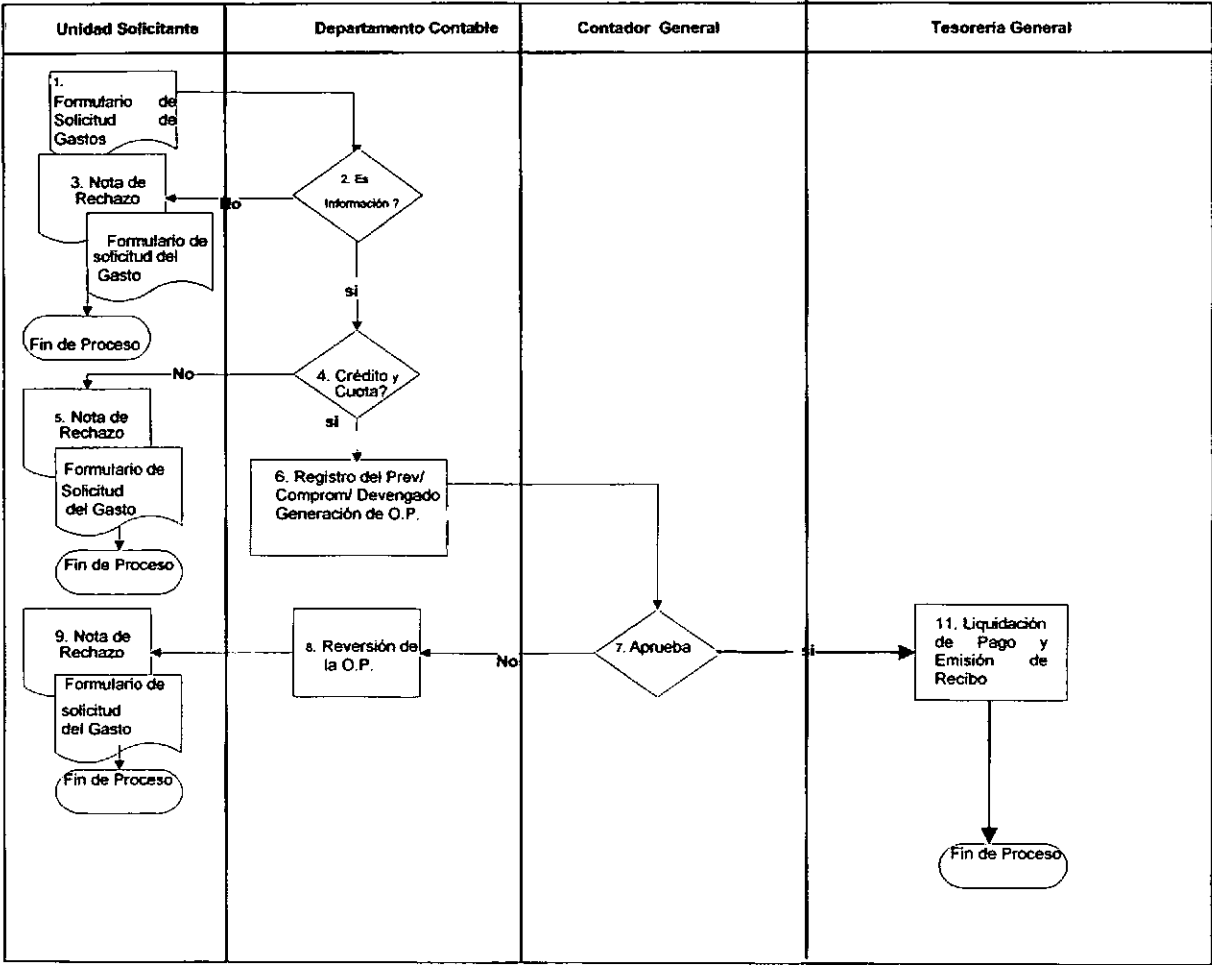 Unidad Solicitante
Departamento Contable
Contador General
Tesorería General
1.
Formulario de
Solicitud de
Gastos
2. Es
Información ?
3. Nota de
Rechazo
No
Formulario de
solicitud del
Gasto
si
Fin de Proceso
4. Crédito y
Cuota?
No
si
5. Nota de
Rechazo
Formulario de
Solicitud
del Gasto
6. Registro del Prev/
Comprom/ Devengado
Generación de O.P.
Fin de Proceso
9. Nota de
Rechazo
8. Reversión de
la O.P.
No
7. Aprueba
si
11. Liquidación
de Pago y
Emisión de
Recibo
Formulario de
solicitud
del Gasto
Fin de Proceso
Fin de Proceso